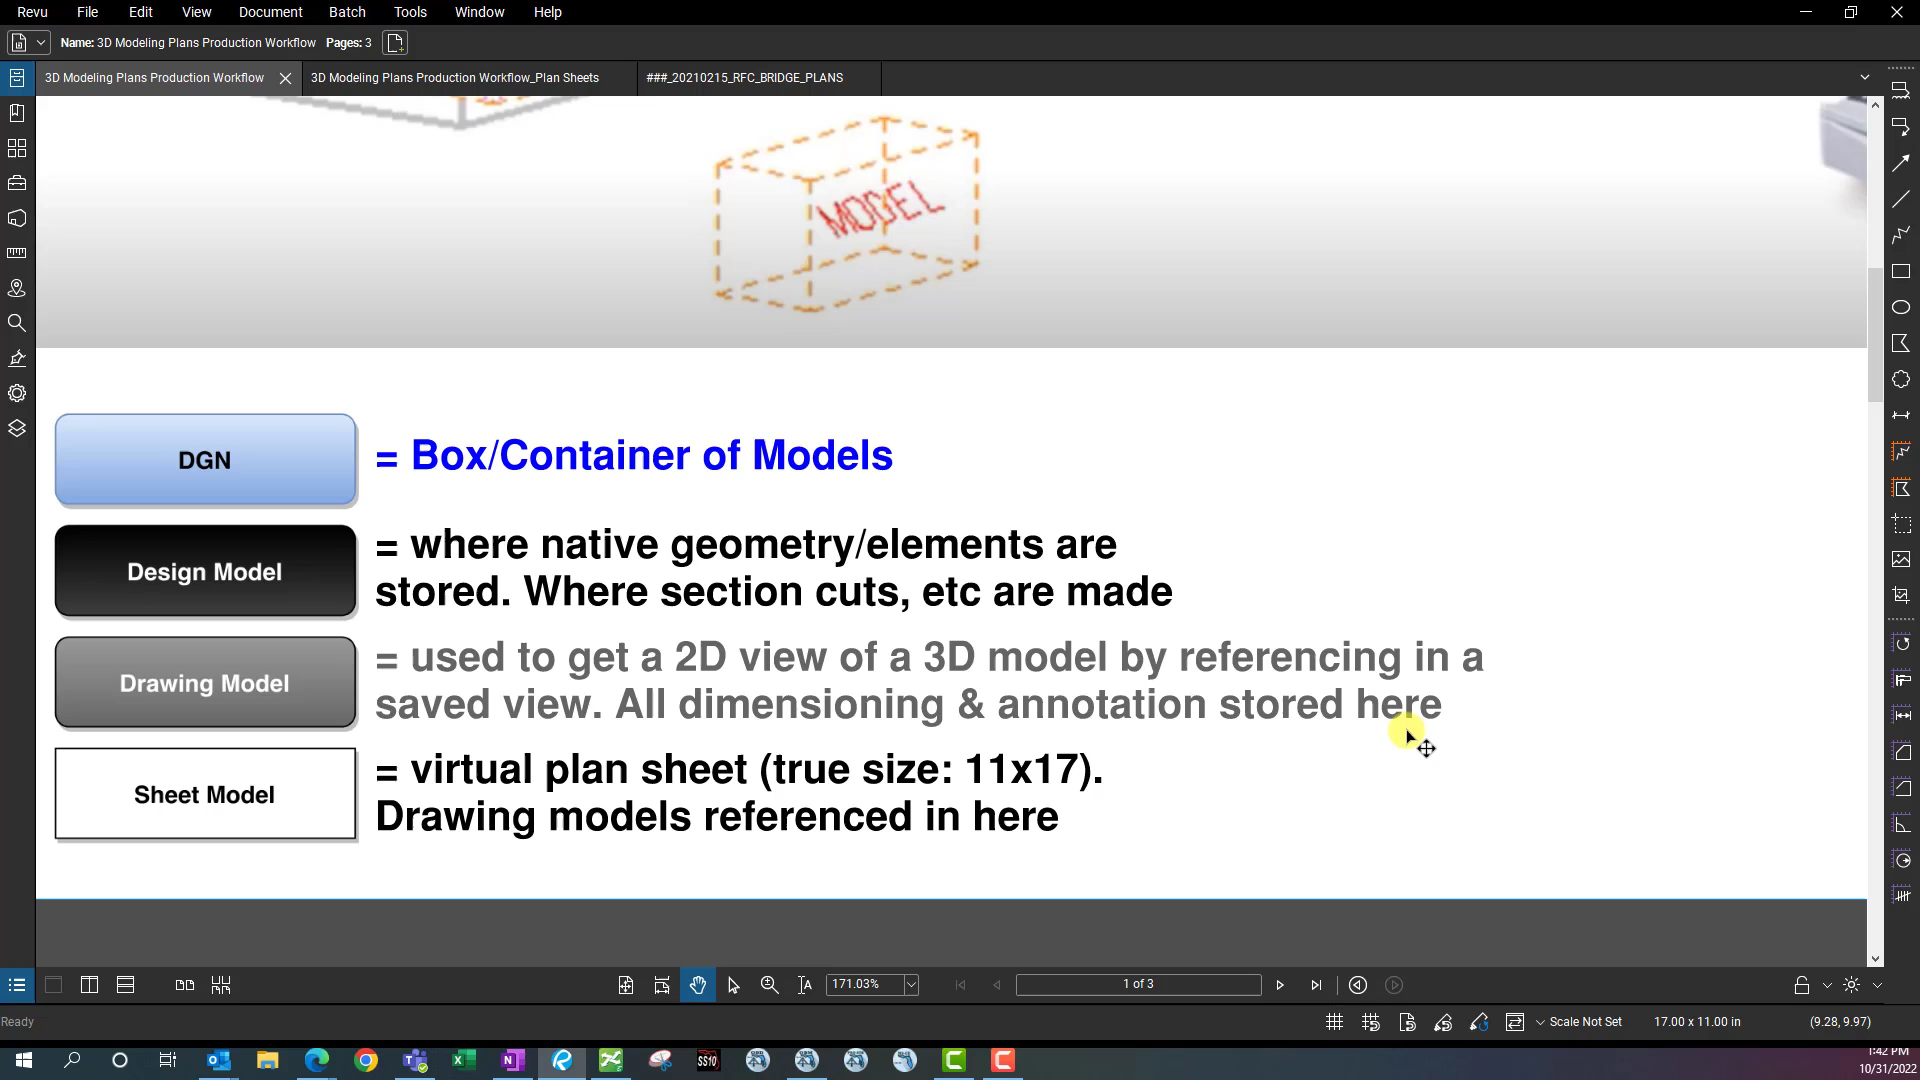 Revu File Edit View Document Batch Tools Window Help
Name: 3D Modeling Plans Production Workflow Pages: 3
3D Modeling Plans Production Workflow 3D Modeling Plans Production Workflow_Plan Sheets ###_20210215_RFC_BRIDGE_PLANS
MODEL
DGN = Box/Container of Models
Design Model = where native geometry/elements are
stored. Where section cuts, etc are made
Drawing Model = used to get a 2D view of a 3D model by referencing in a
saved view. All dimensioning & annotation stored here
Sheet Model = virtual plan sheet (true size: 11x17).
Drawing models referenced in here
171.03% 1 of 3
Ready Scale Not Set 17.00 x 11.00 in (9.28, 9.97)
SS10
1:42 PM
10/31/2022